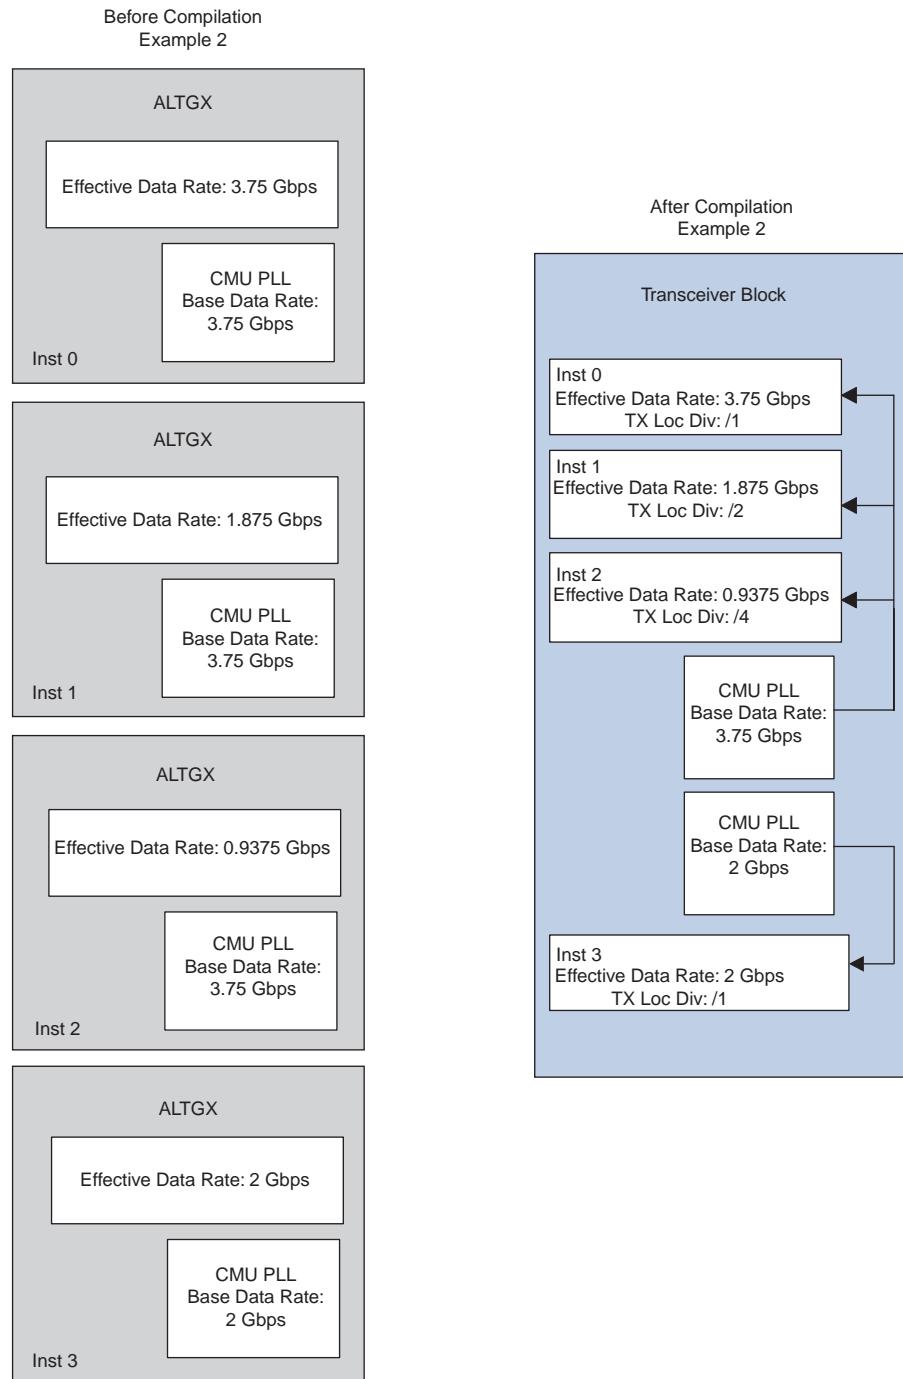 Before Compilation
Example 2
ALTGX
Effective Data Rate: 3.75 Gbps
CMU PLL
Base Data Rate:
3.75 Gbps
Inst 0
ALTGX
Effective Data Rate: 1.875 Gbps
CMU PLL
Base Data Rate:
3.75 Gbps
Inst 1
ALTGX
Effective Data Rate: 0.9375 Gbps
CMU PLL
Base Data Rate:
3.75 Gbps
Inst 2
ALTGX
Effective Data Rate: 2 Gbps
CMU PLL
Base Data Rate:
2 Gbps
Inst 3
After Compilation
Example 2
Transceiver Block
Inst 0
Effective Data Rate: 3.75 Gbps
TX Loc Div: /1
Inst 1
Effective Data Rate: 1.875 Gbps
TX Loc Div: /2
Inst 2
Effective Data Rate: 0.9375 Gbps
TX Loc Div: /4
CMU PLL
Base Data Rate:
3.75 Gbps
CMU PLL
Base Data Rate:
2 Gbps
Inst 3
Effective Data Rate: 2 Gbps
TX Loc Div: /1